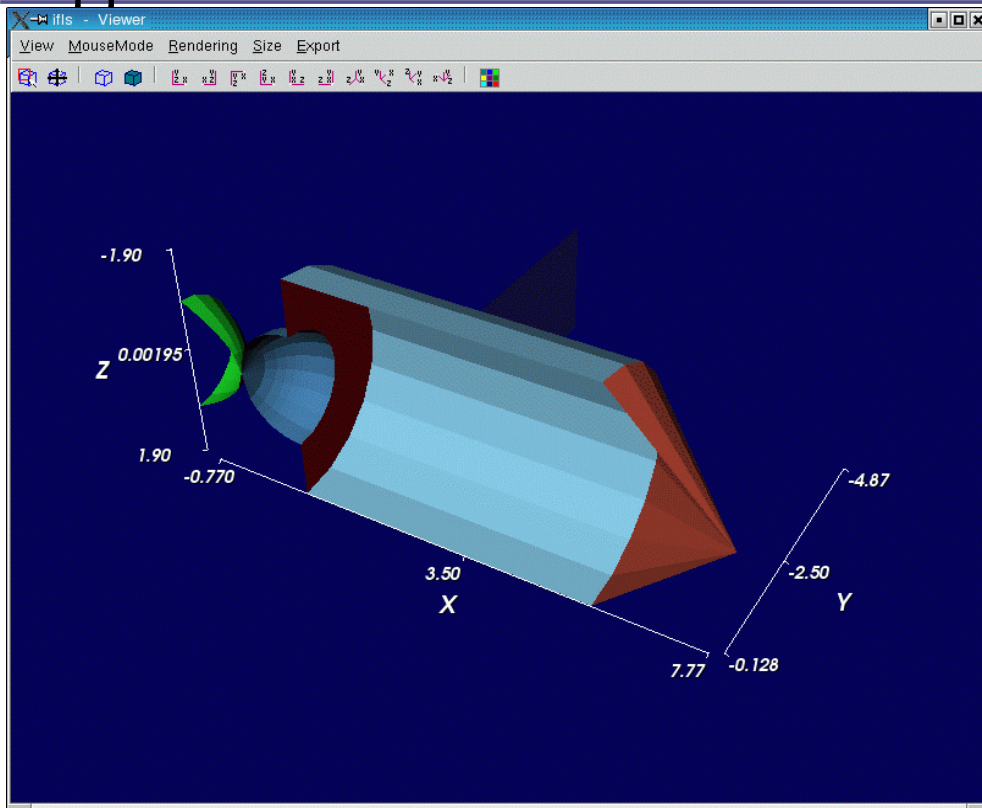 ifls - Viewer
View MouseMode Rendering Size Export
-1.90
Z 0.00195
1.90
-0.770
3.50
X
7.77
-0.128
-2.50
Y
-4.87